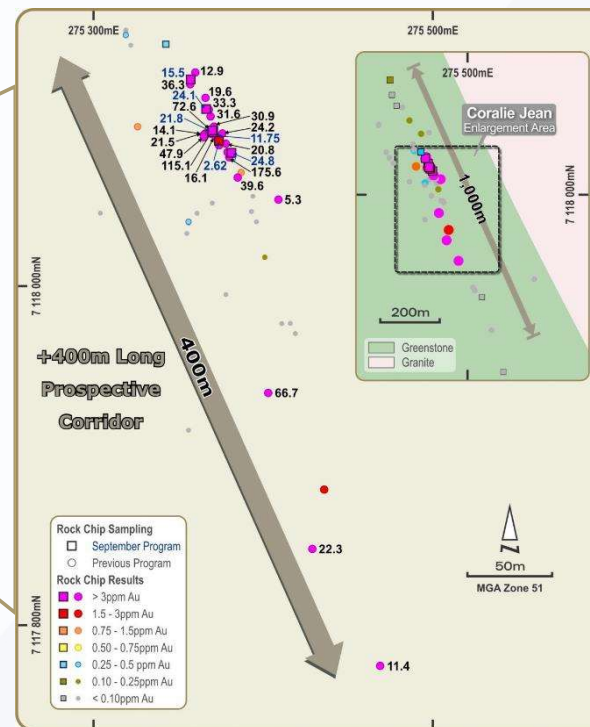 275 300mE
275 500mE
15.5
12.9
36.3
24.1
19.6
72.6
33.3
31.6
21.8
30.9
14.1
24.2
21.5
11.75
47.9
20.8
115.1
24.8
16.1
2.62
175.6
39.6
5.3
7 118 000mN
+400m Long
Prospective
Corridor
400m
66.7
22.3
11.4
7 117 800mN
275 500mE
Coralie Jean
Enlargement Area
1,000m
7 118 000mN
200m
Greenstone
Granite
Rock Chip Sampling
September Program
Previous Program
Rock Chip Results
> 3ppm Au
1.5 - 3ppm Au
0.75 - 1.5ppm Au
0.50 - 0.75ppm Au
0.25 - 0.5 ppm Au
0.10 - 0.25ppm Au
< 0.10ppm Au
N
50m
MGA Zone 51